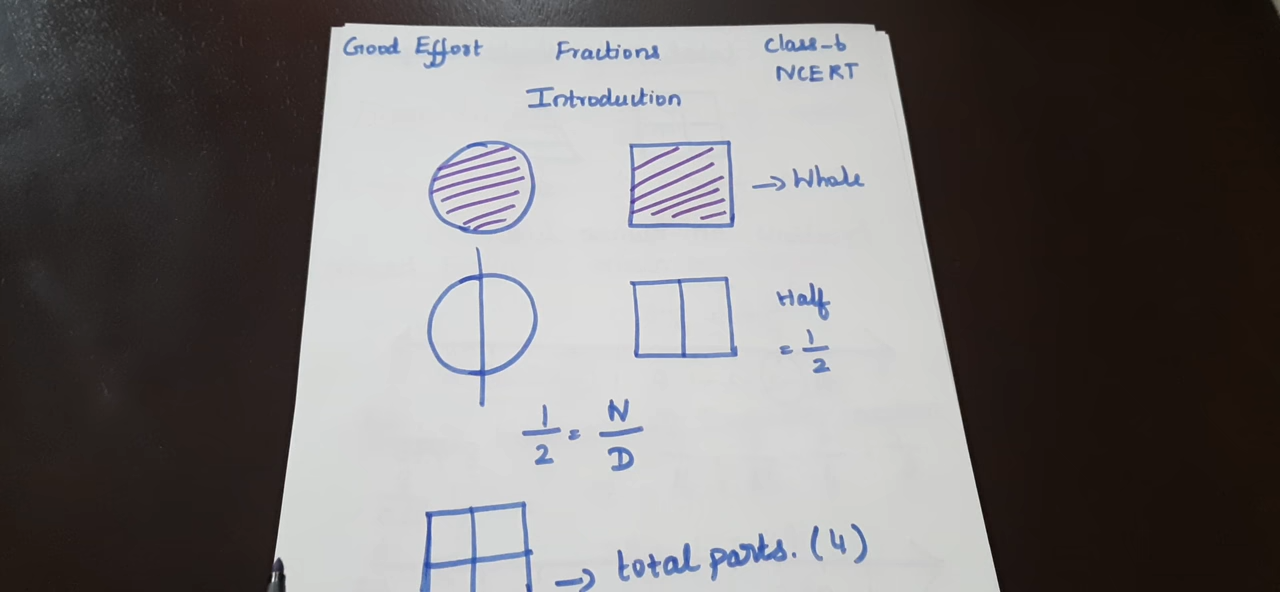 Good Effort Fractions Class-6
NCERT
Introduction
→ Whole
Half
= 1/2
1/2 = N/D
→ total parts. (4)